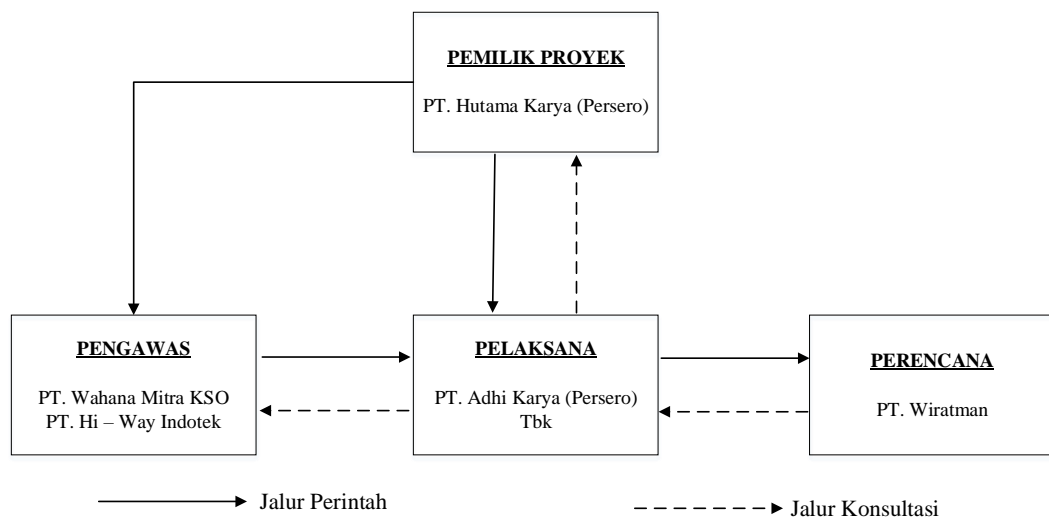 PEMILIK PROYEK
PT. Hutama Karya (Persero)
PENGAWAS
PT. Wahana Mitra KSO
PT. Hi – Way Indotek
PELAKSANA
PT. Adhi Karya (Persero)
Tbk
PERENCANA
PT. Wiratman
Jalur Perintah
Jalur Konsultasi